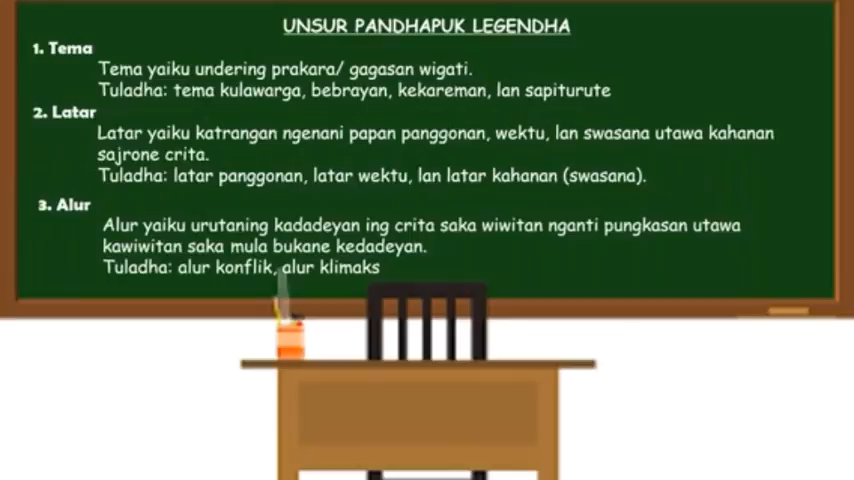 UNSUR PANDHAPUK LEGENDHA
1. Tema
Tema yaiku undering prakara/ gagasan wigati.
Tuladha: tema kulawarga, bebrayan, kekareman, lan sapiturute
2. Latar
Latar yaiku katrangan ngenani papan panggonan, wektu, lan swasana utawa kahanan
sajrone crita.
Tuladha: latar panggonan, latar wektu, lan latar kahanan (swasana).
3. Alur
Alur yaiku urutaning kadadeyan ing crita saka wiwitan nganti pungkasan utawa
kawiwitan saka mula bukane kedadeyan.
Tuladha: alur konflik, alur klimaks